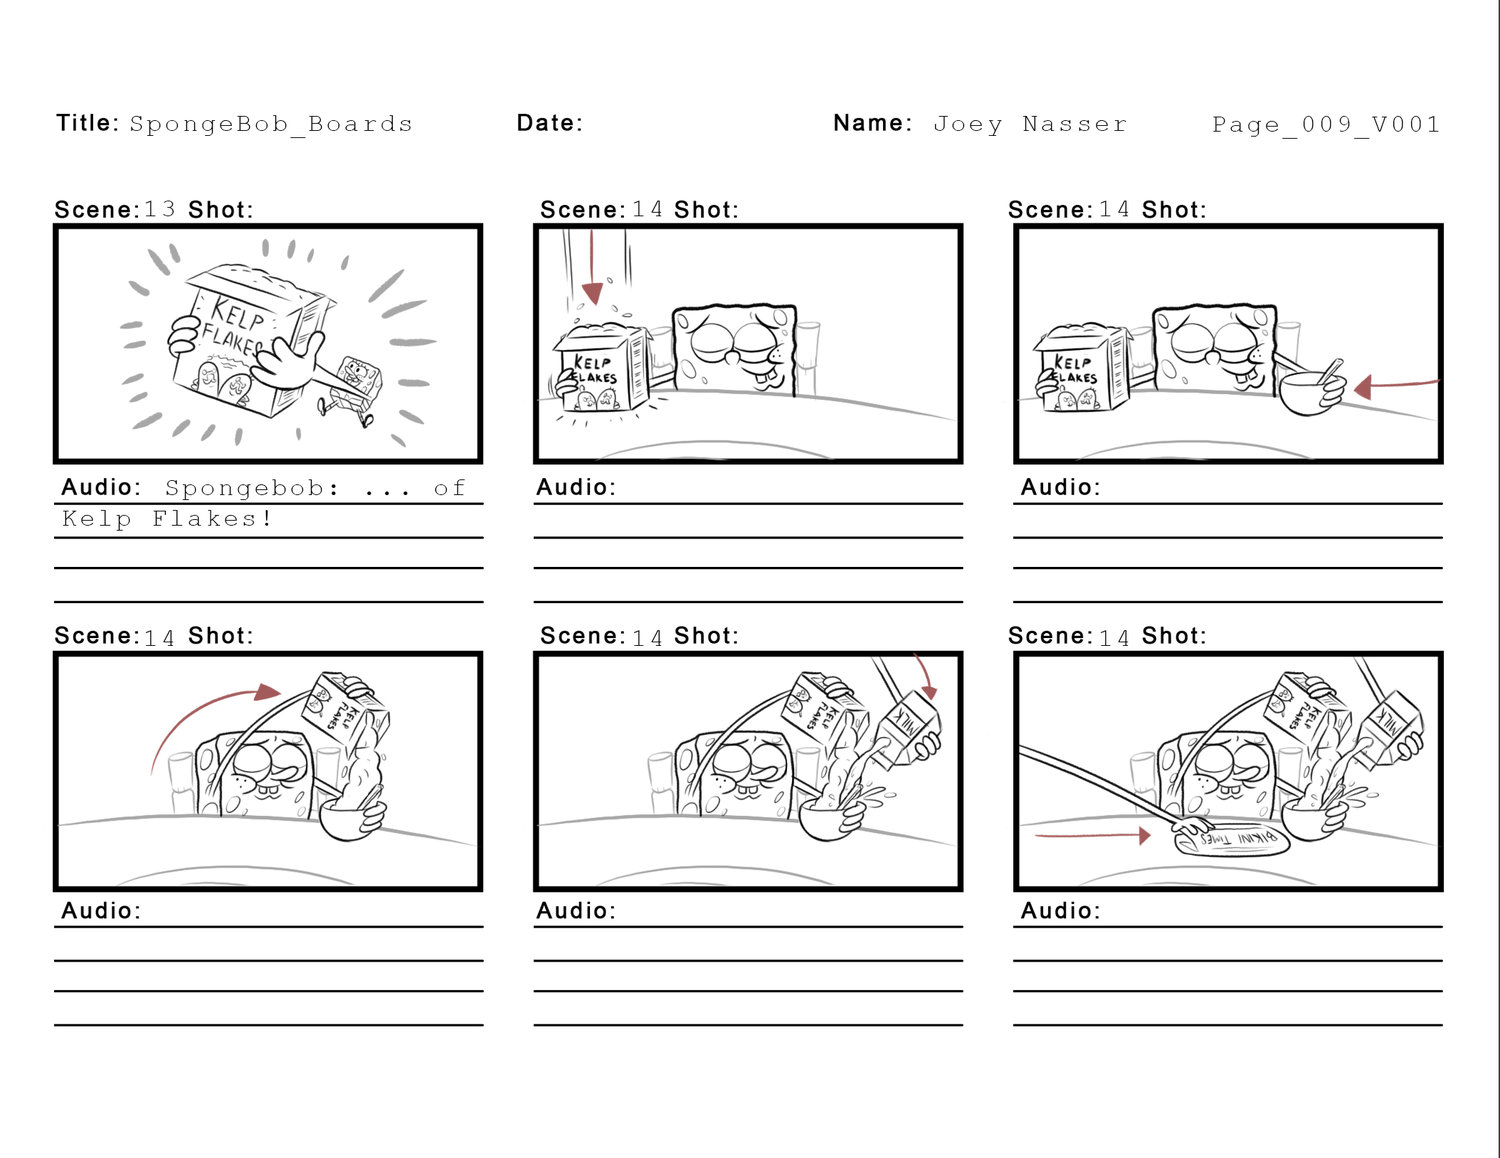 Title: SpongeBob_Boards Date: Name: Joey Nasser Page_009_V001
Scene:13 Shot:
Scene:14 Shot:
Scene:14 Shot:
KELP
FLAKES
KELP
FLAKES
KELP
FLAKES
Audio: Spongebob: ... of
Kelp Flakes!
Audio:
Audio:
Scene:14 Shot:
Scene:14 Shot:
Scene:14 Shot:
KELP
FLAKES
KELP
FLAKES
MILK
KELP
FLAKES
MILK
BIKINI TIMES
Audio:
Audio:
Audio: